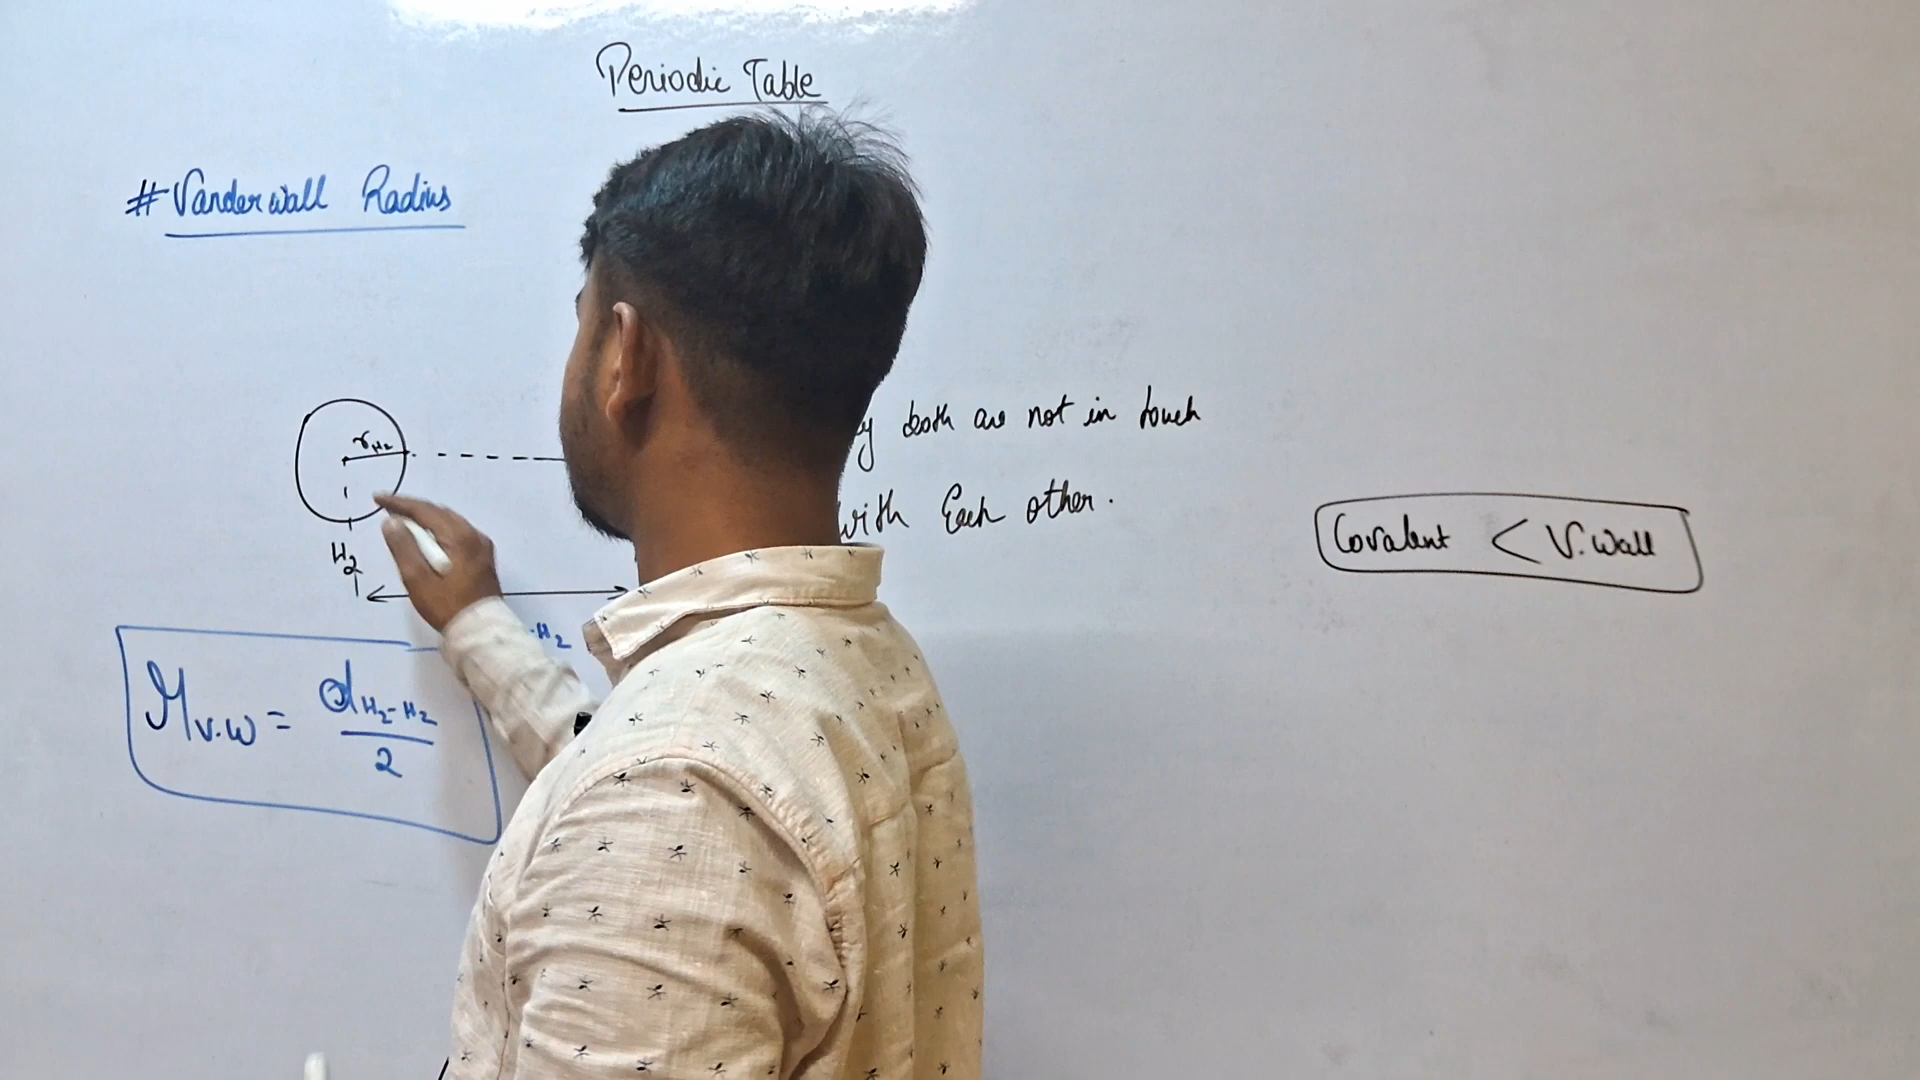 Periodic Table
# Vanderwall Radius
both are not in touch
with Each other.
rH2
H2
Covalent < V.wall
H2
rV.W = dH2-H2
2